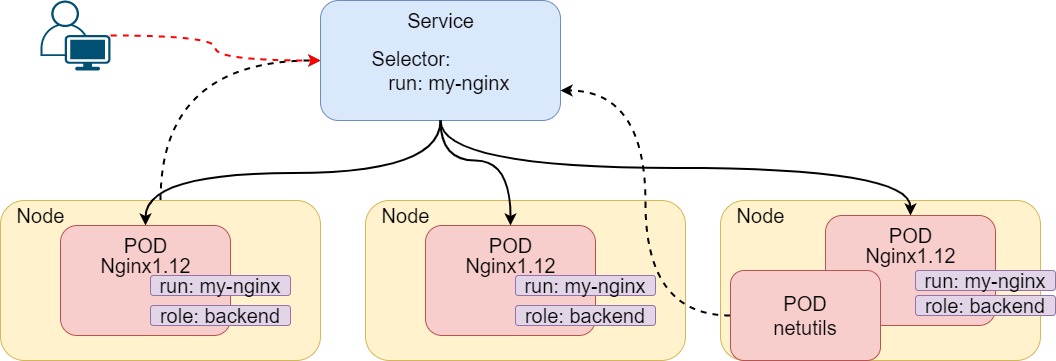 Service
Selector:
run: my-nginx
Node
POD
Nginx1.12
run: my-nginx
role: backend
Node
POD
Nginx1.12
run: my-nginx
role: backend
Node
POD
Nginx1.12
run: my-nginx
role: backend
POD
netutils